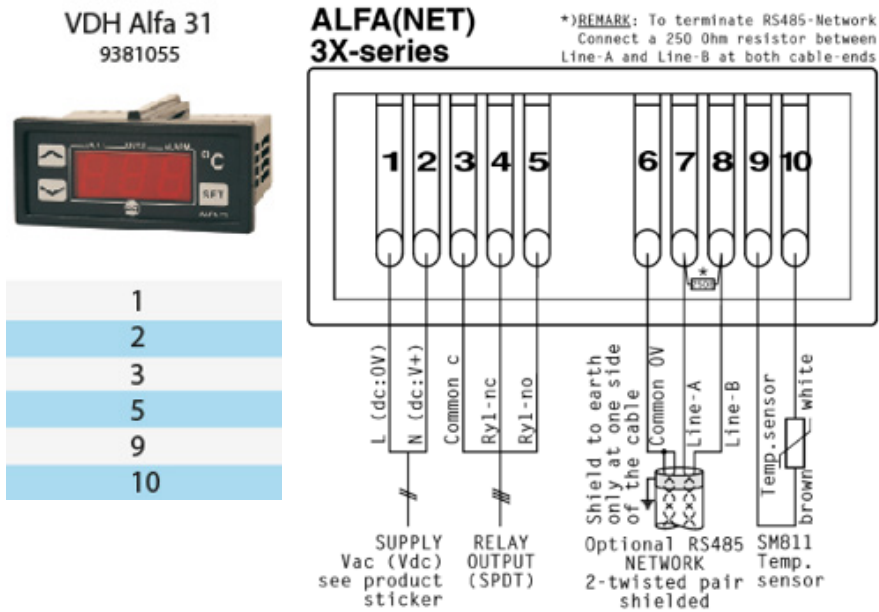 VDH Alfa 31
9381055
°C
SET
1
2
3
5
9
10
ALFA(NET)
3X-series
*)REMARK: To terminate RS485-Network
Connect a 250 Ohm resistor between
Line-A and Line-B at both cable-ends
1 2 3 4 5 6 7 8 9 10
*
L (dc:0V)
N (dc:V+)
Common c
Ryl-nc
Ryl-no
Shield to earth
only at one side
of the cable
Common 0V
Line-A
Line-B
Temp.sensor
brown
white
SUPPLY
Vac (Vdc)
see product
sticker
RELAY
OUTPUT
(SPDT)
Optional RS485
NETWORK
2-twisted pair
shielded
SM811
Temp.
sensor